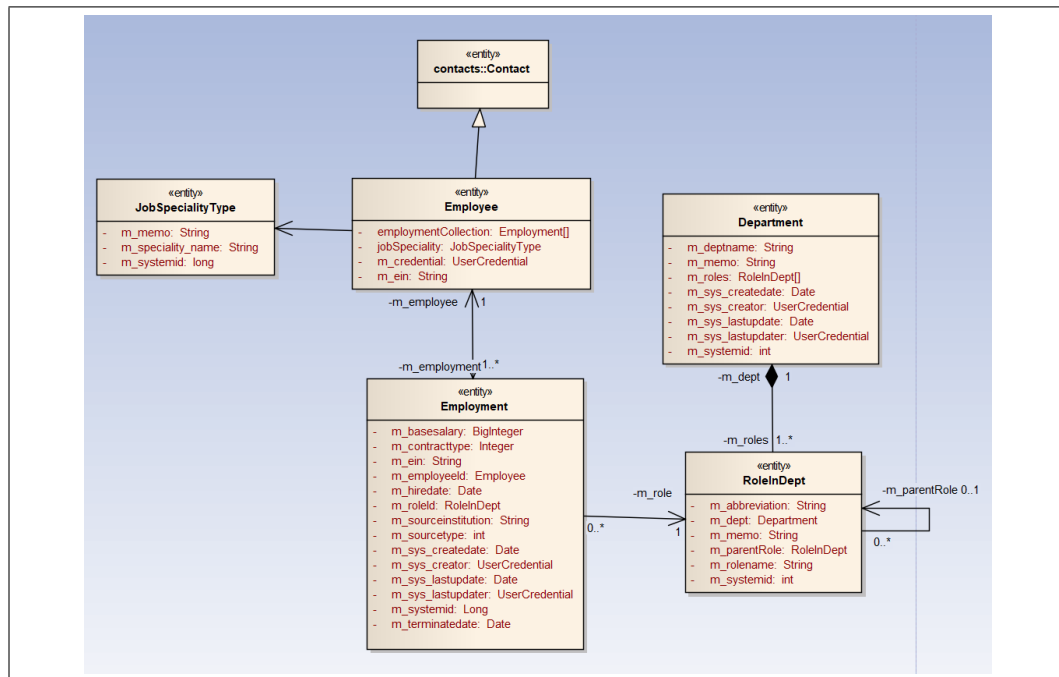 «entity»
contacts::Contact
«entity»
JobSpecialityType
- m_memo: String
- m_speciality_name: String
- m_systemid: long
«entity»
Employee
- employmentCollection: Employment[]
- jobSpeciality: JobSpecialityType
- m_credential: UserCredential
- m_ein: String
«entity»
Department
- m_deptname: String
- m_memo: String
- m_roles: RoleInDept[]
- m_sys_createdate: Date
- m_sys_creator: UserCredential
- m_sys_lastupdate: Date
- m_sys_lastupdater: UserCredential
- m_systemid: int
-m_employee 1
-m_employment 1..*
-m_dept 1
-m_roles 1..*
«entity»
Employment
- m_basesalary: BigInteger
- m_contracttype: Integer
- m_ein: String
- m_employeeId: Employee
- m_hiredate: Date
- m_roleId: RoleInDept
- m_sourceinstitution: String
- m_sourcetype: int
- m_sys_createdate: Date
- m_sys_creator: UserCredential
- m_sys_lastupdate: Date
- m_sys_lastupdater: UserCredential
- m_systemid: Long
- m_terminatedate: Date
-m_role
0..* 1
«entity»
RoleInDept
- m_abbreviation: String
- m_dept: Department
- m_memo: String
- m_parentRole: RoleInDept
- m_rolename: String
- m_systemid: int
-m_parentRole 0..1
0..*